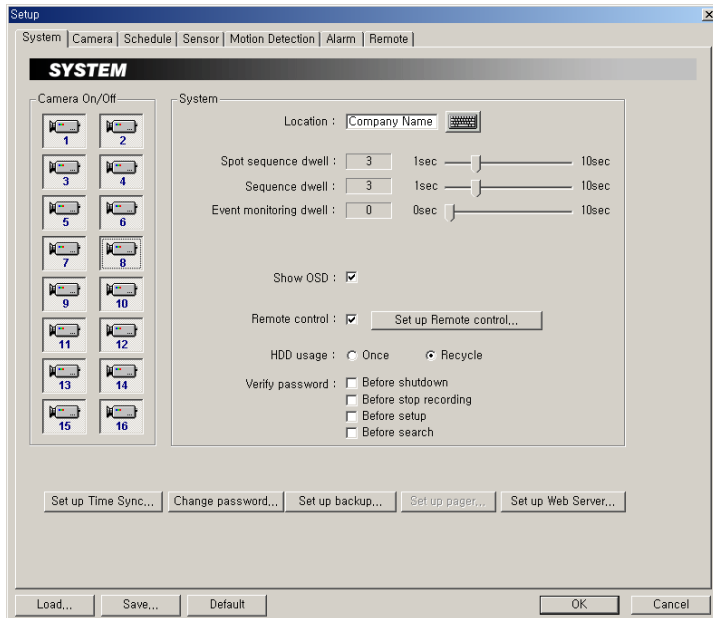 Setup
System Camera Schedule Sensor Motion Detection Alarm Remote
SYSTEM
Camera On/Off
1 2
3 4
5 6
7 8
9 10
11 12
13 14
15 16
System
Location : Company Name
Spot sequence dwell : 3 1sec 10sec
Sequence dwell : 3 1sec 10sec
Event monitoring dwell : 0 0sec 10sec
Show OSD :
Remote control : Set up Remote control...
HDD usage : Once Recycle
Verify password : Before shutdown
Before stop recording
Before setup
Before search
Set up Time Sync... Change password... Set up backup... Set up pager... Set up Web Server...
Load... Save... Default OK Cancel